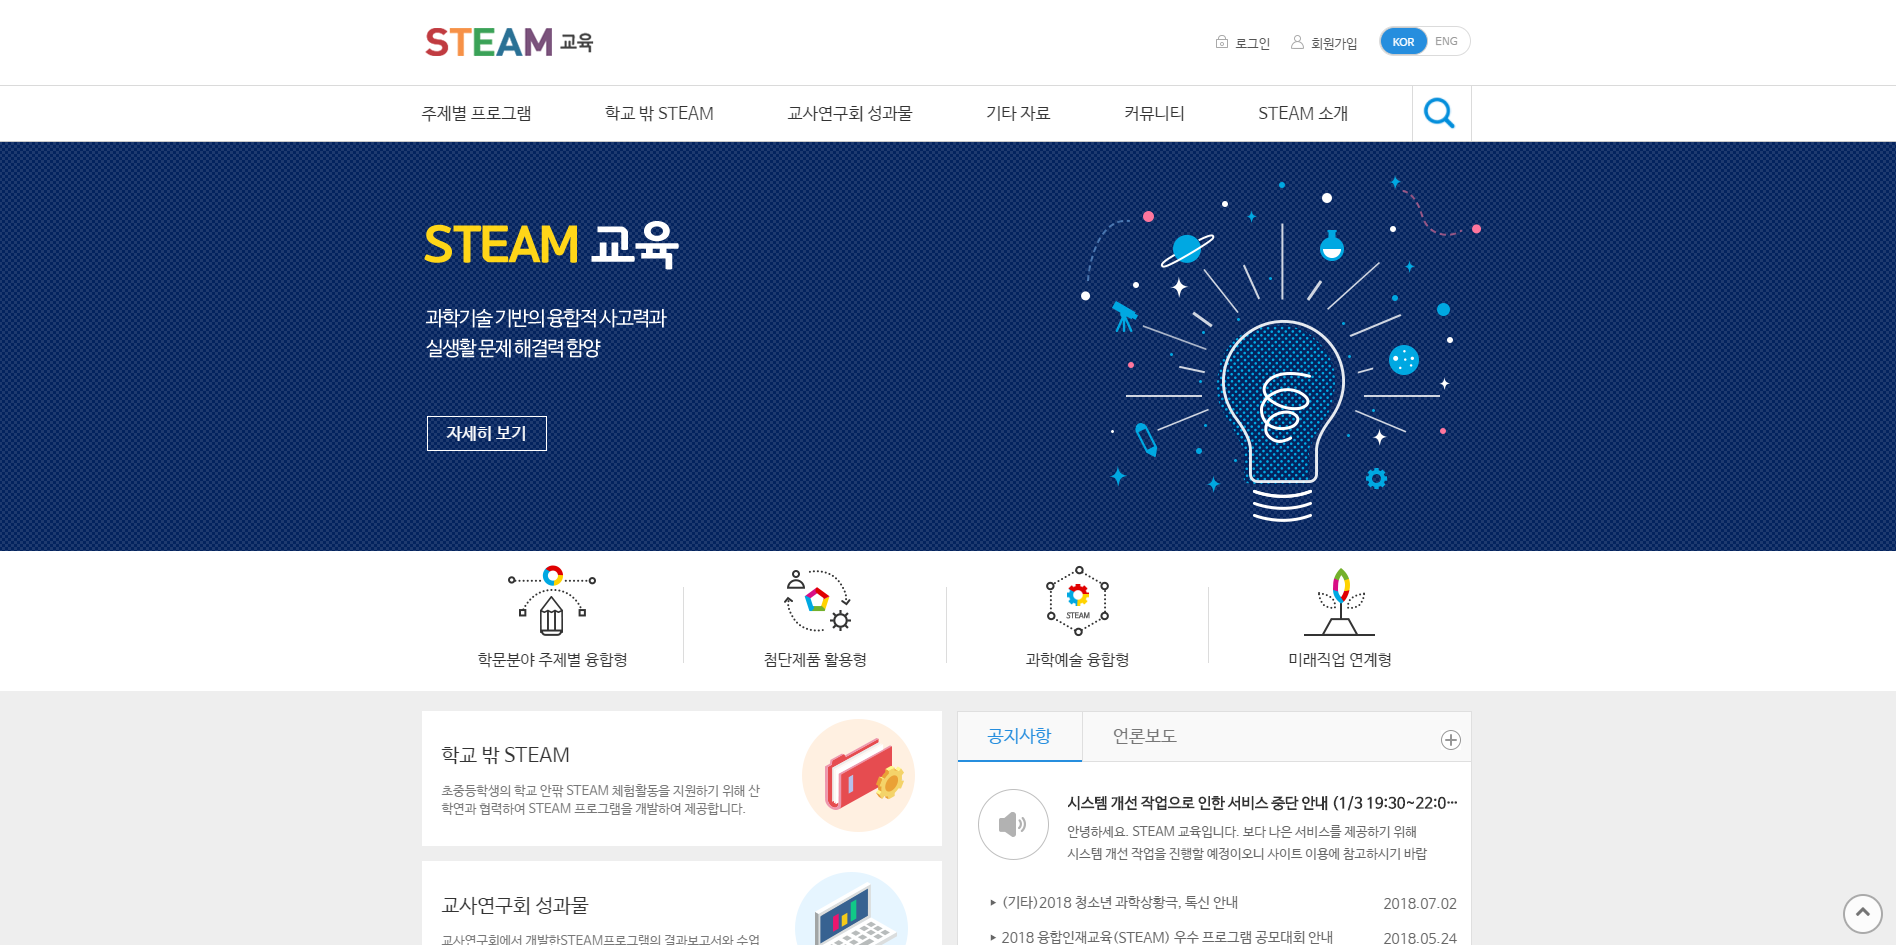 STEAM 교육
로그인
회원가입
KOR ENG
주제별 프로그램
학교 밖 STEAM
교사연구회 성과물
기타 자료
커뮤니티
STEAM 소개
STEAM 교육
과학기술 기반의 융합적 사고력과
실생활 문제 해결력 함양
자세히 보기
STEAM
학문분야 주제별 융합형
첨단제품 활용형
과학예술 융합형
미래직업 연계형
학교 밖 STEAM
초중등학생의 학교 안팎 STEAM 체험활동을 지원하기 위해 산
학연과 협력하여 STEAM 프로그램을 개발하여 제공합니다.
교사연구회 성과물
교사연구회에서 개발한STEAM프로그램의 결과보고서와 수업
공지사항
언론보도
시스템 개선 작업으로 인한 서비스 중단 안내 (1/3 19:30~22:0···
안녕하세요. STEAM 교육입니다. 보다 나은 서비스를 제공하기 위해
시스템 개선 작업을 진행할 예정이오니 사이트 이용에 참고하시기 바랍
(기타)2018 청소년 과학상황극, 톡신 안내 2018.07.02
2018 융합인재교육(STEAM) 우수 프로그램 공모대회 안내 2018.05.24